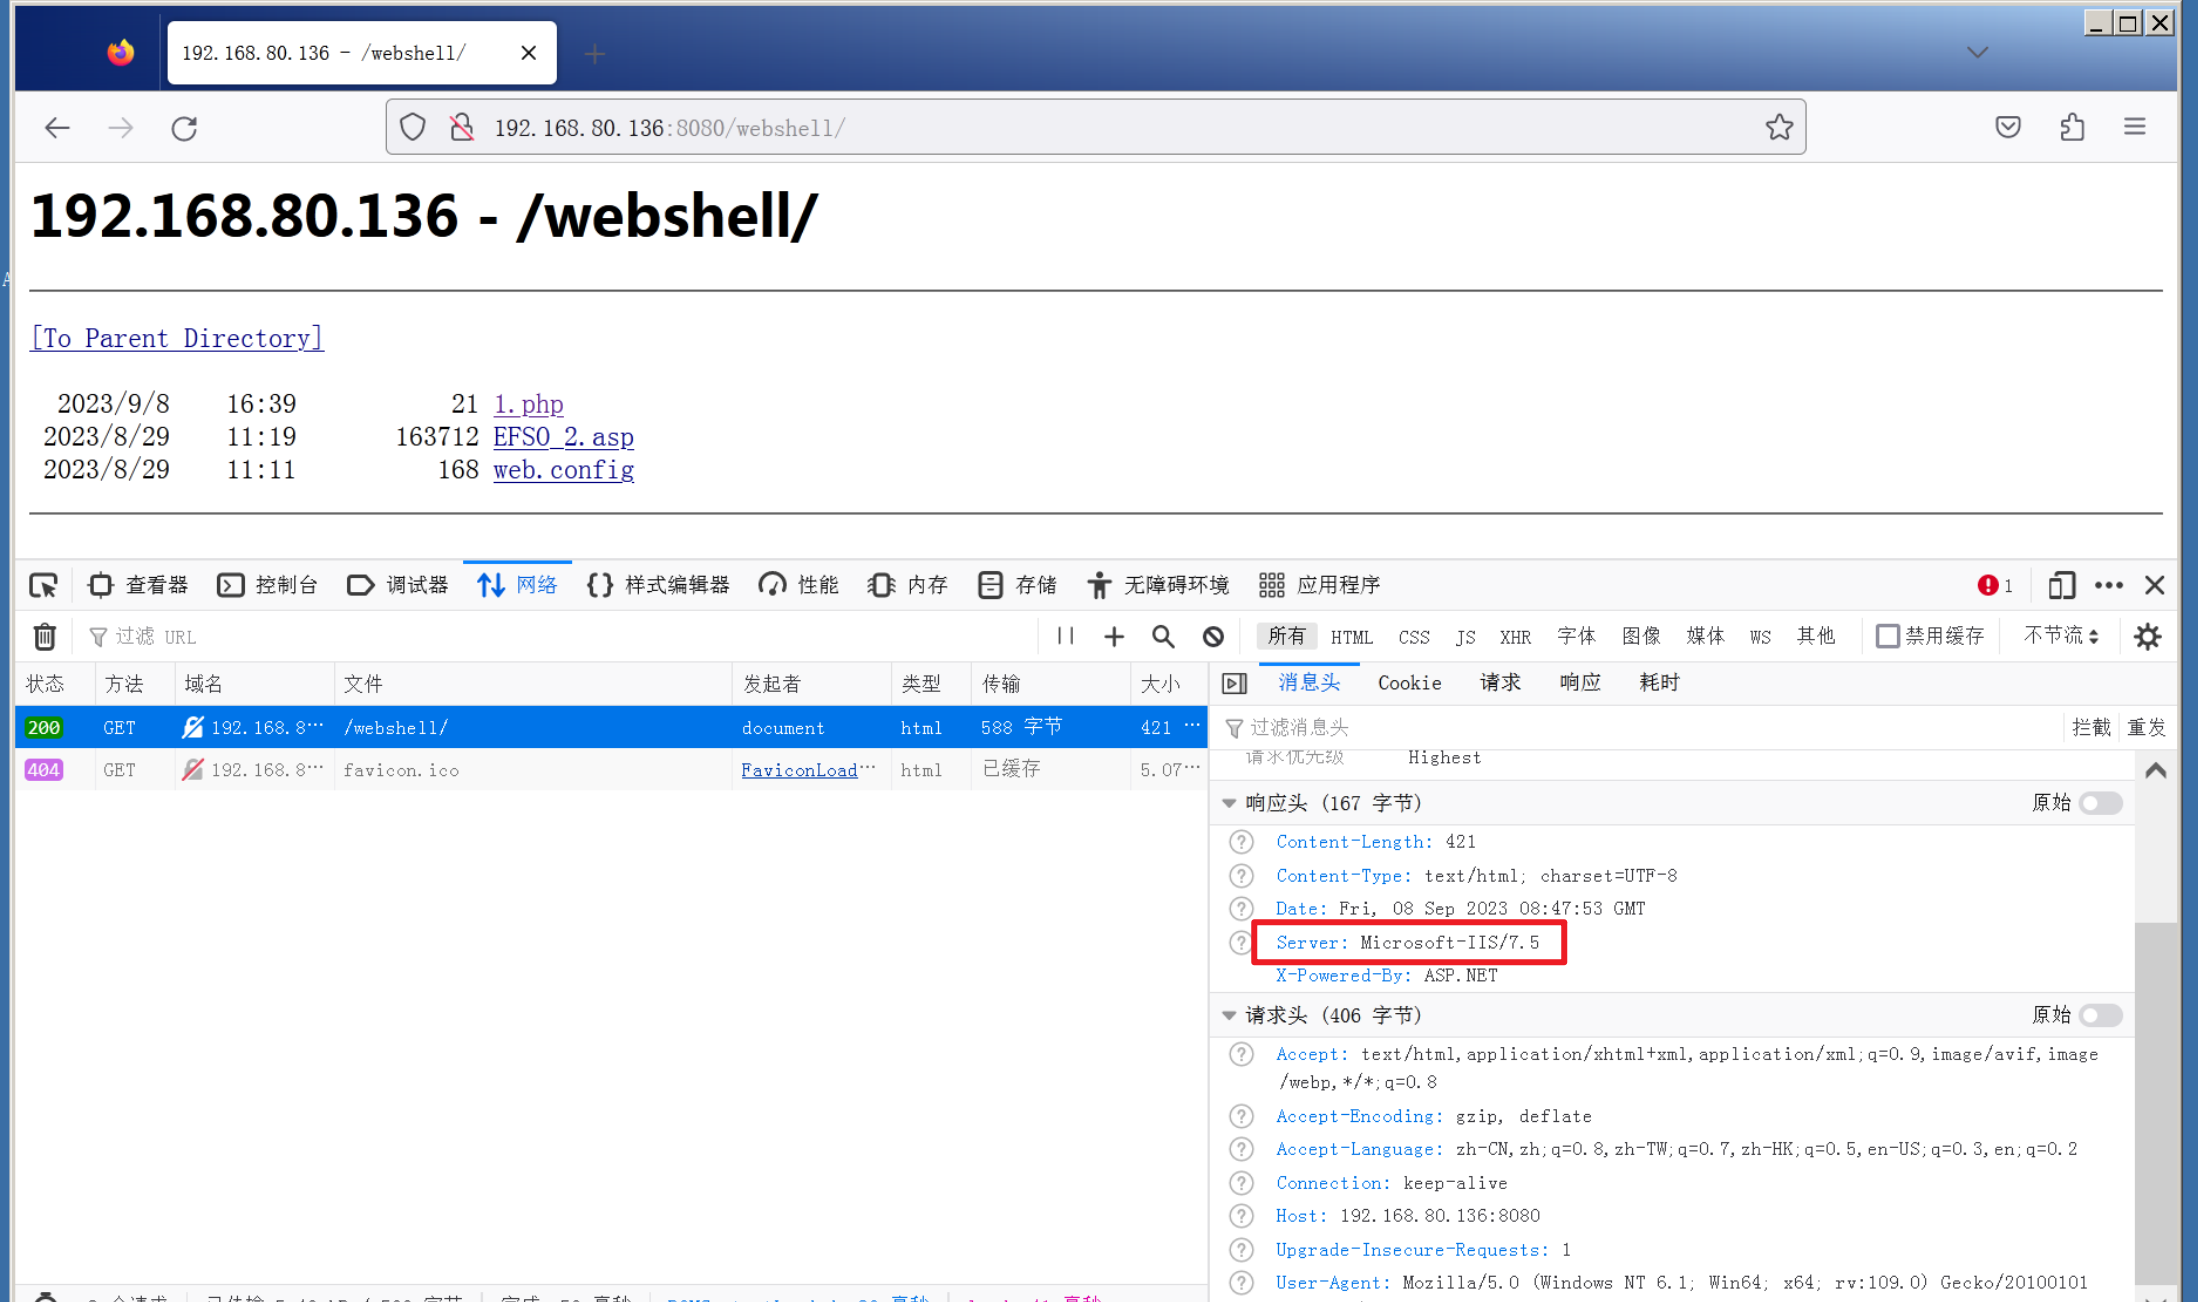 192.168.80.136 - /webshell/
192.168.80.136:8080/webshell/
192.168.80.136 - /webshell/
[To Parent Directory]
2023/9/8 16:39 21 1.php
2023/8/29 11:19 163712 EFSO_2.asp
2023/8/29 11:11 168 web.config
查看器 控制台 调试器 网络 样式编辑器 性能 内存 存储 无障碍环境 应用程序 1
过滤 URL 所有 HTML CSS JS XHR 字体 图像 媒体 WS 其他 禁用缓存 不节流
状态 方法 域名 文件 发起者 类型 传输 大小
200 GET 192.168.8… /webshell/ document html 588 字节 421 …
404 GET 192.168.8… favicon.ico FaviconLoad… html 已缓存 5.07…
消息头 Cookie 请求 响应 耗时
过滤消息头 拦截 重发
请求优先级 Highest
响应头 (167 字节) 原始
Content-Length: 421
Content-Type: text/html; charset=UTF-8
Date: Fri, 08 Sep 2023 08:47:53 GMT
Server: Microsoft-IIS/7.5
X-Powered-By: ASP.NET
请求头 (406 字节) 原始
Accept: text/html,application/xhtml+xml,application/xml;q=0.9,image/avif,image
/webp,*/*;q=0.8
Accept-Encoding: gzip, deflate
Accept-Language: zh-CN,zh;q=0.8,zh-TW;q=0.7,zh-HK;q=0.5,en-US;q=0.3,en;q=0.2
Connection: keep-alive
Host: 192.168.80.136:8080
Upgrade-Insecure-Requests: 1
User-Agent: Mozilla/5.0 (Windows NT 6.1; Win64; x64; rv:109.0) Gecko/20100101